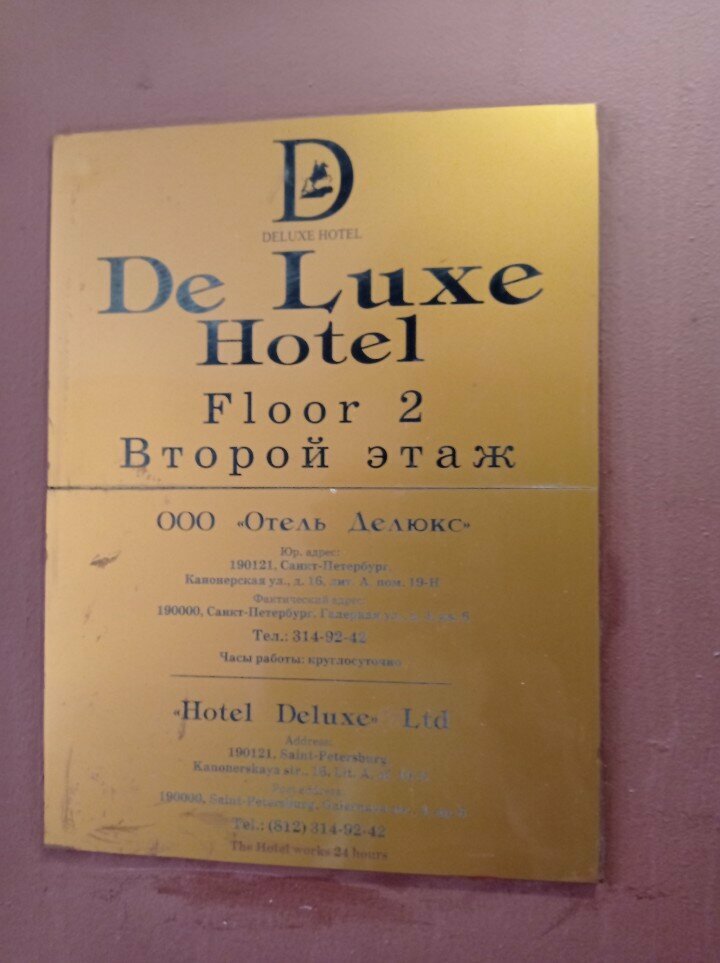 D
DELUXE HOTEL
De Luxe
Hotel
Floor 2
Второй этаж
ООО «Отель Делюкс»
Юр. адрес:
190121, Санкт-Петербург,
Канонерская ул., д. 16, лит. А, пом. 19-Н
Фактический адрес:
190000, Санкт-Петербург, Галерная ул.,
Тел.: 314-92-42
Часы работы: круглосуточно
«Hotel Deluxe» Ltd
Address:
190121, Saint-Petersburg,
Kanonerskaya str., 16, Lit. A,
190000, Saint-Petersburg,
Tel.: (812) 314-92-42
The Hotel works 24 hours